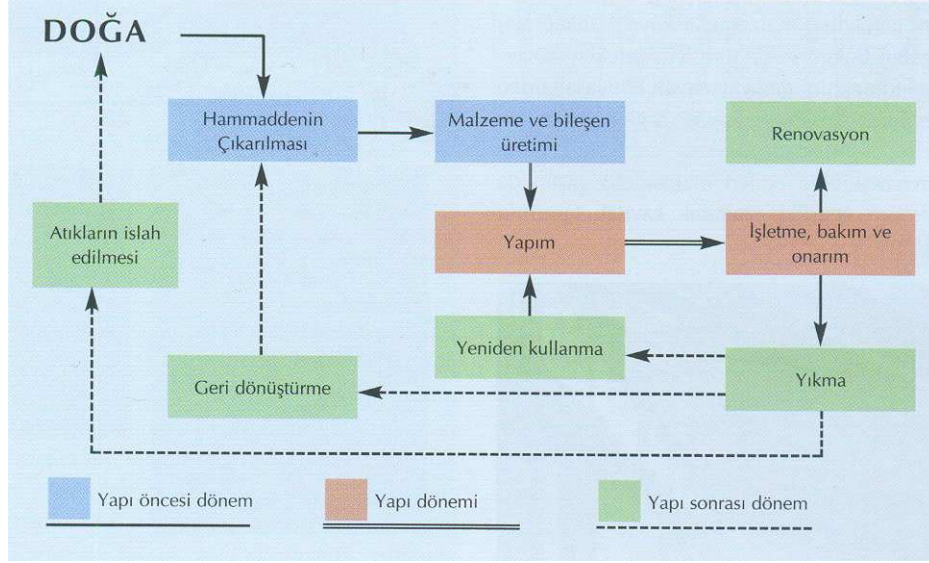 DOĞA
Hammaddenin
Çıkarılması
Malzeme ve bileşen
üretimi
Renovasyon
Atıkların islah
edilmesi
Yapım
İşletme, bakım ve
onarım
Yeniden kullanma
Geri dönüştürme
Yıkma
Yapı öncesi dönem
Yapı dönemi
Yapı sonrası dönem